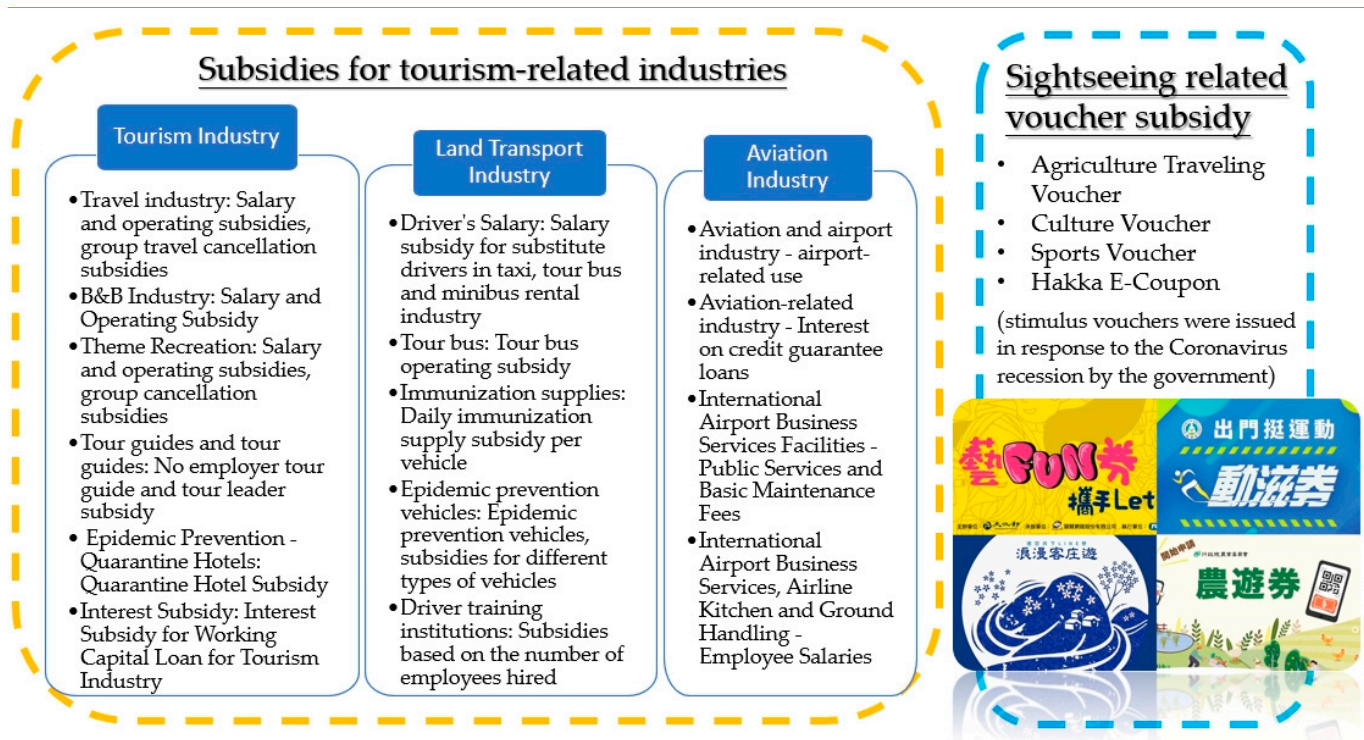 Subsidies for tourism-related industries
Tourism Industry
•Travel industry: Salary
and operating subsidies,
group travel cancellation
subsidies
•B&B Industry: Salary and
Operating Subsidy
•Theme Recreation: Salary
and operating subsidies,
group cancellation
subsidies
•Tour guides and tour
guides: No employer tour
guide and tour leader
subsidy
• Epidemic Prevention -
Quarantine Hotels:
Quarantine Hotel Subsidy
•Interest Subsidy: Interest
Subsidy for Working
Capital Loan for Tourism
Industry
Land Transport
Industry
•Driver's Salary: Salary
subsidy for substitute
drivers in taxi, tour bus
and minibus rental
industry
•Tour bus: Tour bus
operating subsidy
•Immunization supplies:
Daily immunization
supply subsidy per
vehicle
•Epidemic prevention
vehicles: Epidemic
prevention vehicles,
subsidies for different
types of vehicles
•Driver training
institutions: Subsidies
based on the number of
employees hired
Aviation
Industry
•Aviation and airport
industry - airport-
related use
•Aviation-related
industry - Interest
on credit guarantee
loans
•International
Airport Business
Services Facilities -
Public Services and
Basic Maintenance
Fees
•International
Airport Business
Services, Airline
Kitchen and Ground
Handling -
Employee Salaries
Sightseeing related
voucher subsidy
• Agriculture Traveling
Voucher
• Culture Voucher
• Sports Voucher
• Hakka E-Coupon
(stimulus vouchers were issued
in response to the Coronavirus
recession by the government)
藝FUN券
攜手Let
出門挺運動
動滋券
浪漫客庄遊
開始申請
農遊券